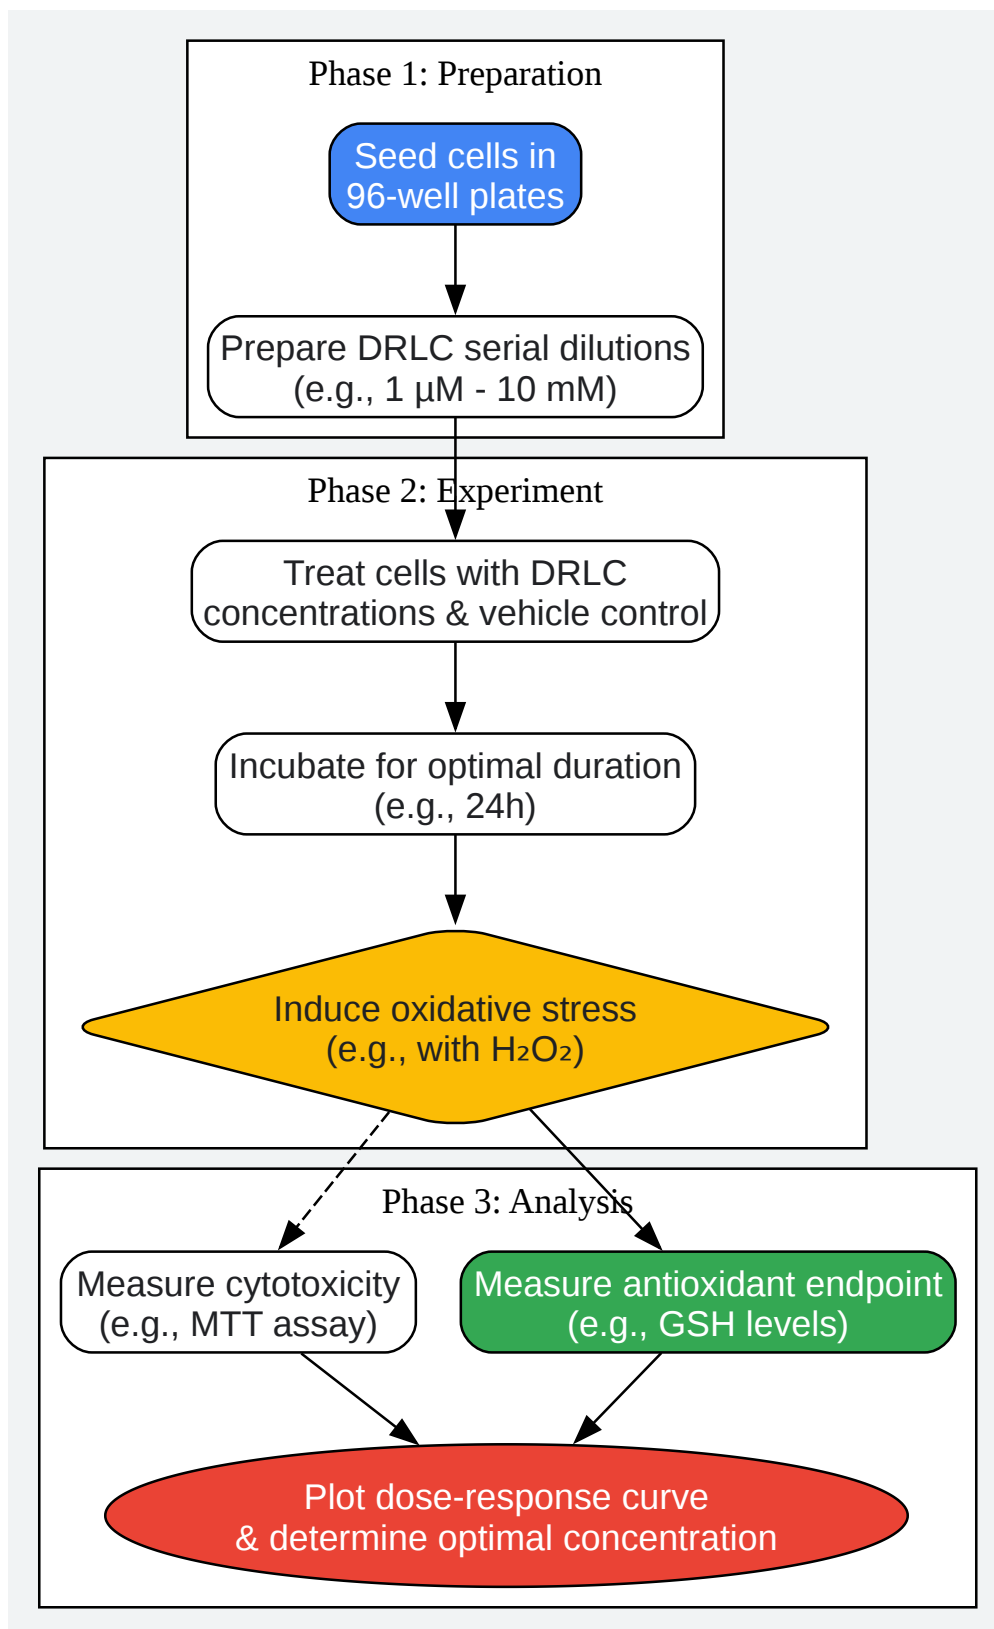 Phase 1: Preparation
Seed cells in
96-well plates
Prepare DRLC serial dilutions
(e.g., 1 µM - 10 mM)
Phase 2: Experiment
Treat cells with DRLC
concentrations & vehicle control
Incubate for optimal duration
(e.g., 24h)
Induce oxidative stress
(e.g., with H₂O₂)
Phase 3: Analysis
Measure cytotoxicity
(e.g., MTT assay)
Measure antioxidant endpoint
(e.g., GSH levels)
Plot dose-response curve
& determine optimal concentration